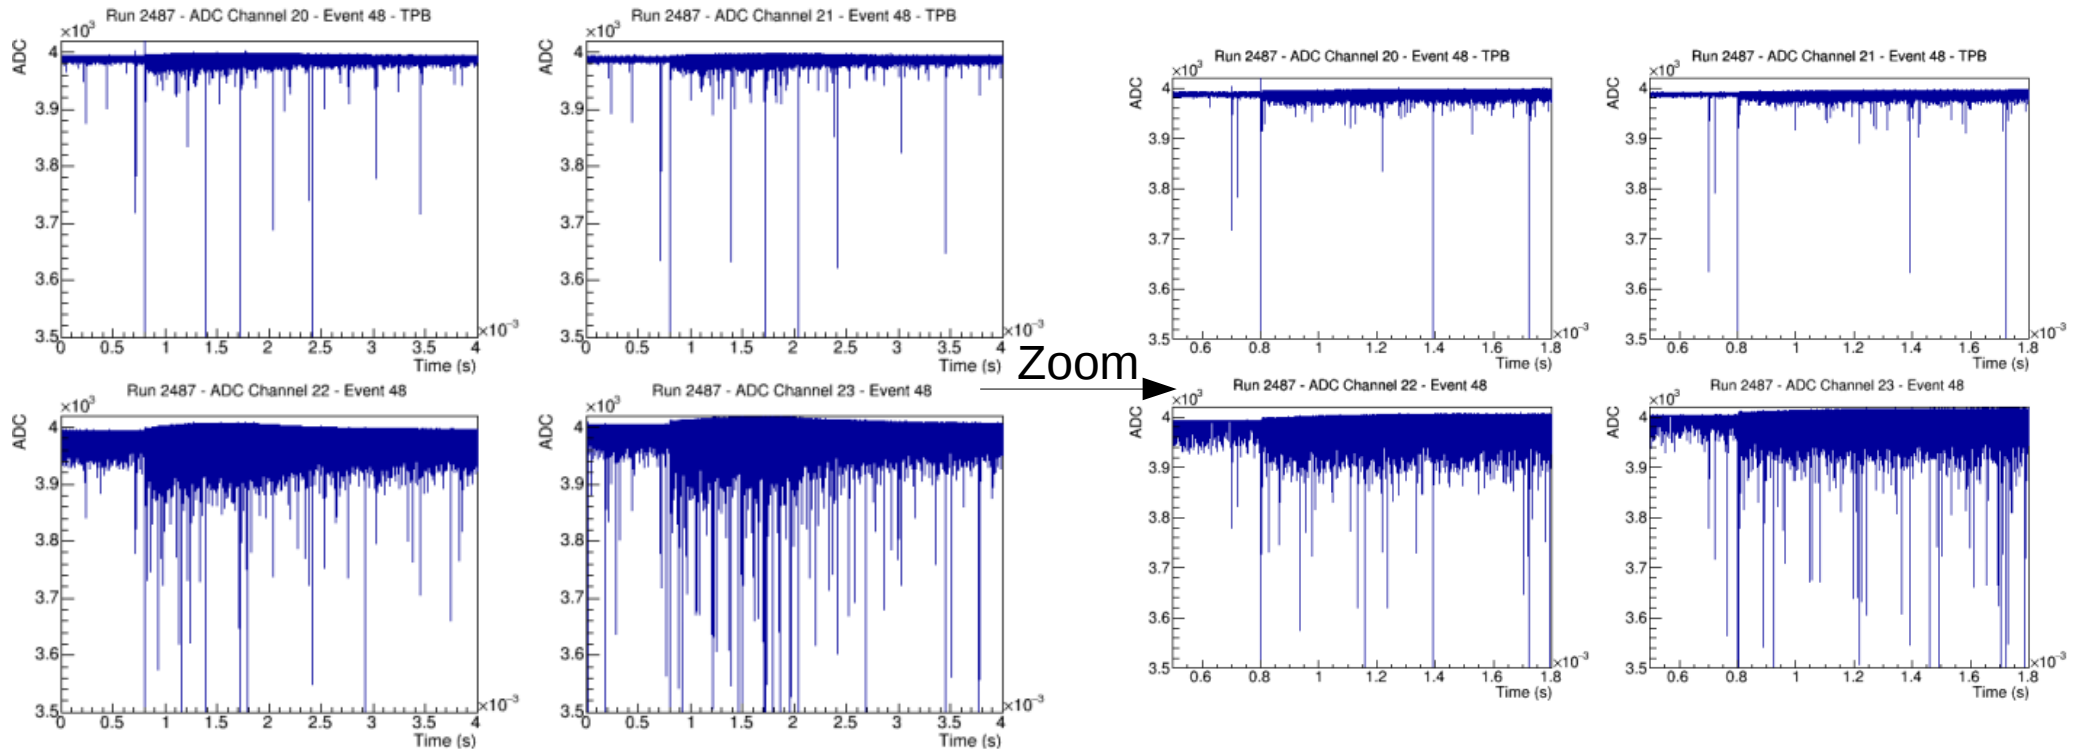 Run 2487 - ADC Channel 20 - Event 48 - TPB
×10³
ADC
4
3.9
3.8
3.7
3.6
3.5
0 0.5 1 1.5 2 2.5 3 3.5 4
×10⁻³
Time (s)
Run 2487 - ADC Channel 21 - Event 48 - TPB
×10³
ADC
4
3.9
3.8
3.7
3.6
3.5
0 0.5 1 1.5 2 2.5 3 3.5 4
×10⁻³
Time (s)
Run 2487 - ADC Channel 22 - Event 48
×10³
ADC
4
3.9
3.8
3.7
3.6
3.5
0 0.5 1 1.5 2 2.5 3 3.5 4
×10⁻³
Time (s)
Run 2487 - ADC Channel 23 - Event 48
×10³
ADC
4
3.9
3.8
3.7
3.6
3.5
0 0.5 1 1.5 2 2.5 3 3.5 4
×10⁻³
Time (s)
Zoom
Run 2487 - ADC Channel 20 - Event 48 - TPB
×10³
ADC
4
3.9
3.8
3.7
3.6
3.5
0.6 0.8 1 1.2 1.4 1.6 1.8
×10⁻³
Time (s)
Run 2487 - ADC Channel 21 - Event 48 - TPB
×10³
ADC
4
3.9
3.8
3.7
3.6
3.5
0.6 0.8 1 1.2 1.4 1.6 1.8
×10⁻³
Time (s)
Run 2487 - ADC Channel 22 - Event 48
×10³
ADC
4
3.9
3.8
3.7
3.6
3.5
0.6 0.8 1 1.2 1.4 1.6 1.8
×10⁻³
Time (s)
Run 2487 - ADC Channel 23 - Event 48
×10³
ADC
4
3.9
3.8
3.7
3.6
3.5
0.6 0.8 1 1.2 1.4 1.6 1.8
×10⁻³
Time (s)